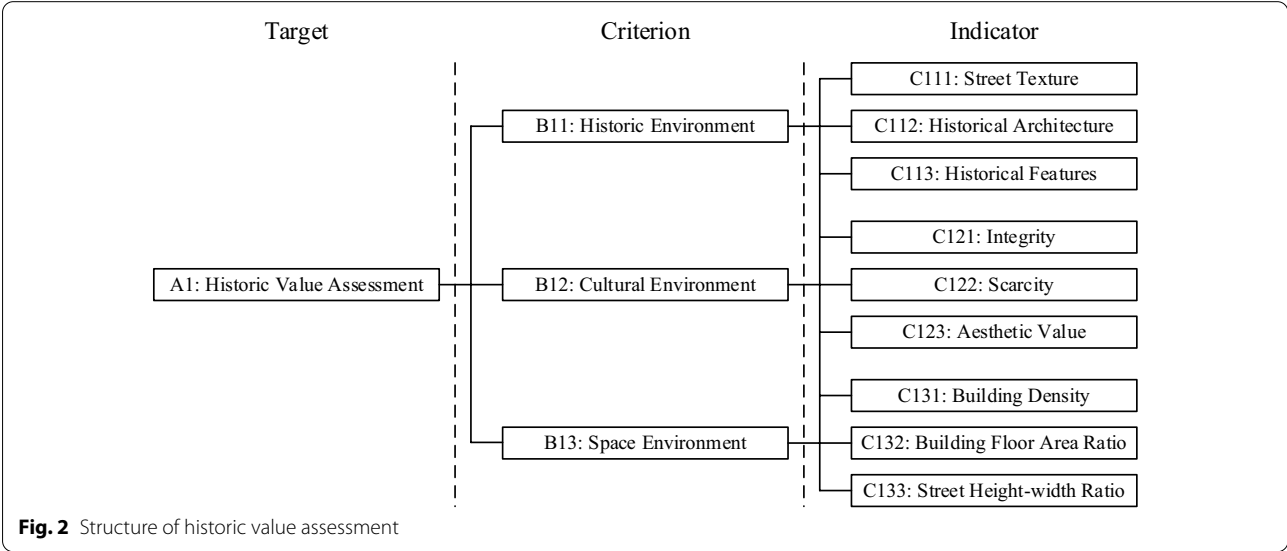 Target
Criterion
Indicator
C111: Street Texture
B11: Historic Environment
C112: Historical Architecture
C113: Historical Features
C121: Integrity
A1: Historic Value Assessment
B12: Cultural Environment
C122: Scarcity
C123: Aesthetic Value
C131: Building Density
B13: Space Environment
C132: Building Floor Area Ratio
C133: Street Height-width Ratio
Fig. 2 Structure of historic value assessment